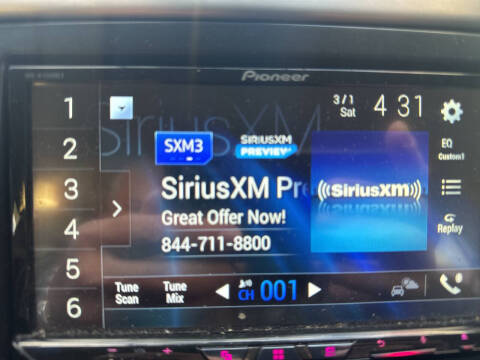 Pioneer
3/1
Sat
4 31
1
2
3
4
5
6
SiriusXM
SXM3
SIRIUSXM
PREVIEW
SiriusXM Pr
Great Offer Now!
844-711-8800
((SiriusXM))
EQ
Custom1
Replay
Tune
Scan
Tune
Mix
CH 001